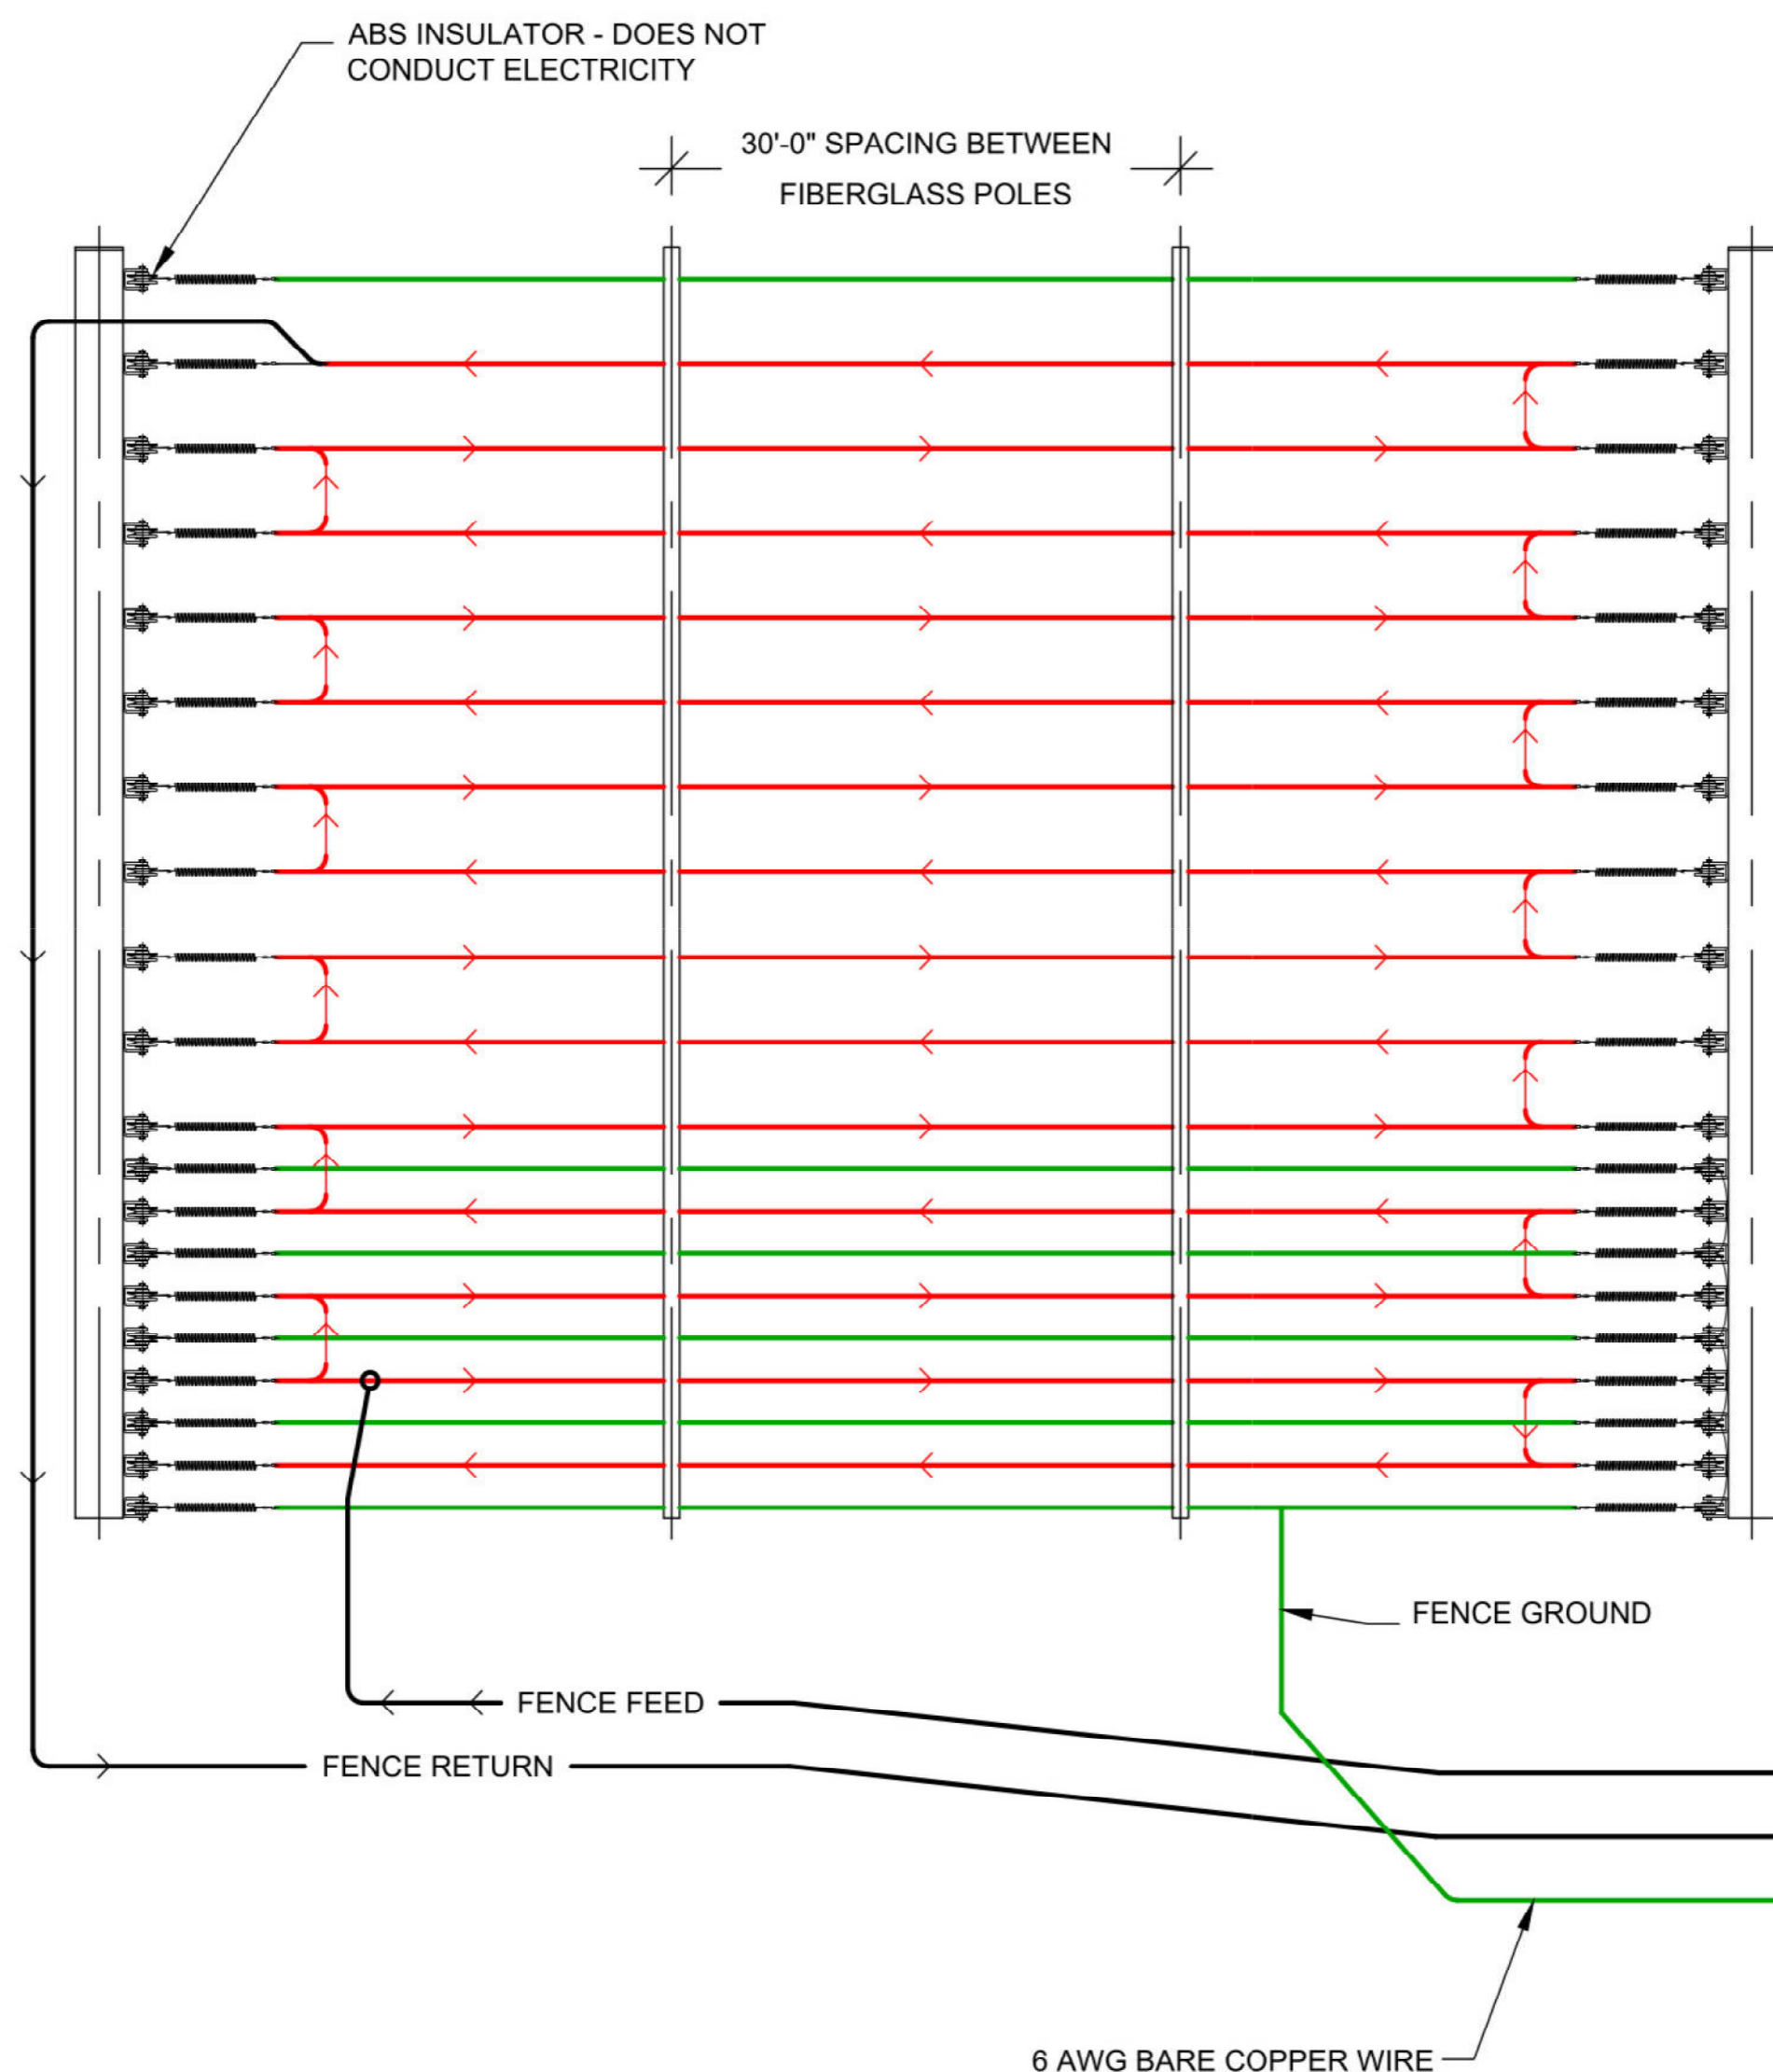 ABS INSULATOR - DOES NOT
CONDUCT ELECTRICITY
30'-0" SPACING BETWEEN
FIBERGLASS POLES
FENCE GROUND
FENCE FEED
FENCE RETURN
6 AWG BARE COPPER WIRE